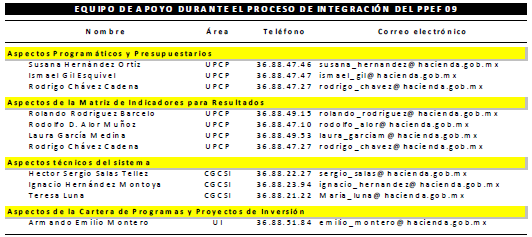 EQUIPO DE APOYO DURANTE EL PROCESO DE INTEGRACIÓN DEL PPEF 09
Nombre Área Teléfono Correo electrónico
Aspectos Programáticos y Presupuestarios
Susana Hernández Ortiz UPCP 36.88.47.46 susana_hernandez@hacienda.gob.mx
Ismael Gil Esquivel UPCP 36.88.47.47 ismael_gil@hacienda.gob.mx
Rodrigo Chávez Cadena UPCP 36.88.47.27 rodrigo_chavez@hacienda.gob.mx
Aspectos de la Matriz de Indicadores para Resultados
Rolando Rodríguez Barcelo UPCP 36.88.49.15 rolando_rodriguez@hacienda.gob.mx
Rodolfo D. Alor Muñoz UPCP 36.88.47.10 rodolfo_alor@hacienda.gob.mx
Laura García Medina UPCP 36.88.49.53 laura_garciam@hacienda.gob.mx
Rodrigo Chávez Cadena UPCP 36.88.47.27 rodrigo_chavez@hacienda.gob.mx
Aspectos técnicos del sistema
Hector Sergio Salas Tellez CGCSI 36.88.22.27 sergio_salas@hacienda.gob.mx
Ignacio Hernández Montoya CGCSI 36.88.23.94 ignacio_hernandez@hacienda.gob.mx
Teresa Luna CGCSI 36.88.21.22 María_luna@hacienda.gob.mx
Aspectos de la Cartera de Programas y Proyectos de Inversión
Armando Emilio Montero UI 36.88.51.84 emilio_montero@hacienda.gob.mx